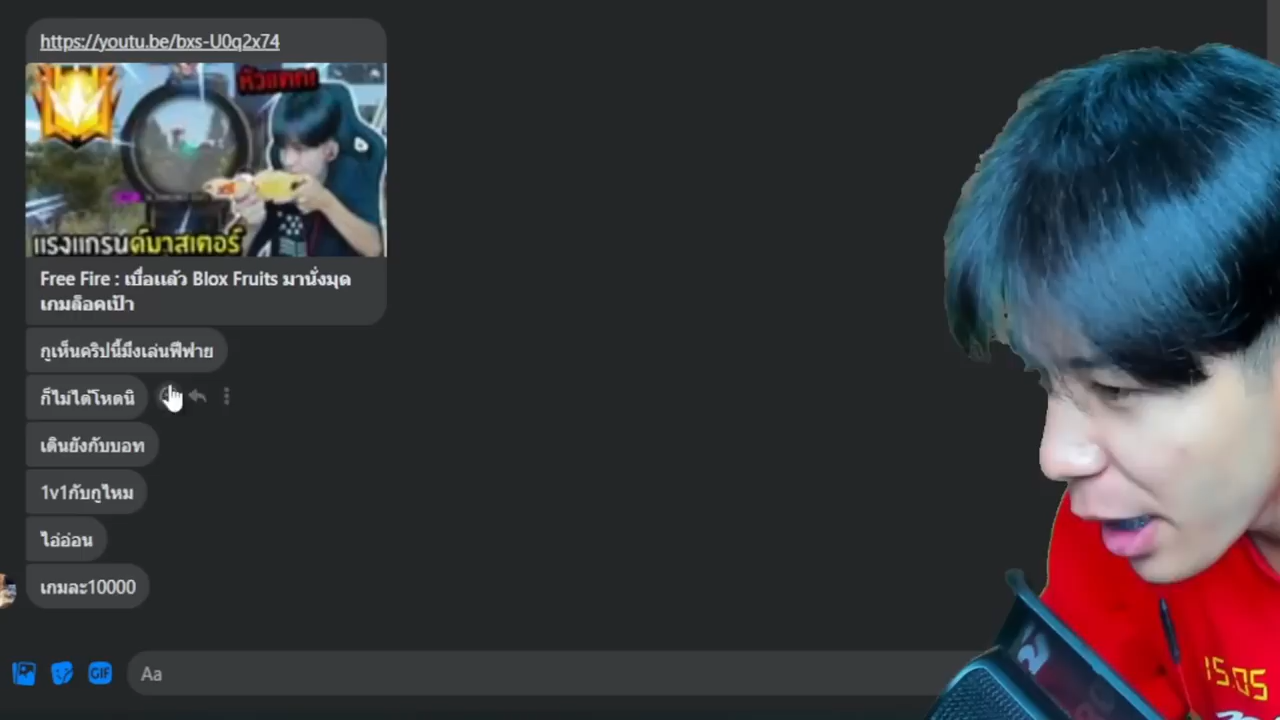 https://youtu.be/bxs-U0q2x74
หัวแตก!
แรงแกรนด์มาสเตอร์
Free Fire : เบื่อแล้ว Blox Fruits มานั่งมุด
เกมล็อคเป้า
กูเห็นคริปนี้มึงเล่นฟีฟาย
ก็ไม่ได้โหดนิ
เดินยังกับบอท
1v1กับกูไหม
ไอ่อ่อน
เกมละ10000
GIF
Aa
15.05